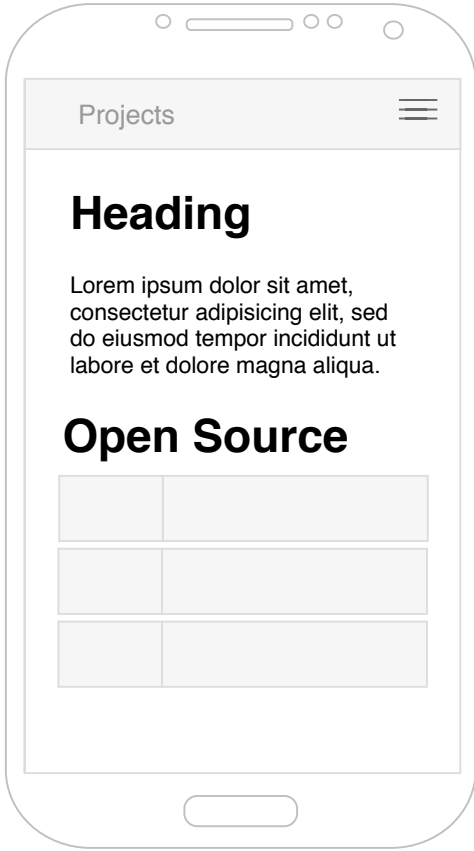 Projects
Heading
Lorem ipsum dolor sit amet,
consectetur adipisicing elit, sed
do eiusmod tempor incididunt ut
labore et dolore magna aliqua.
Open Source